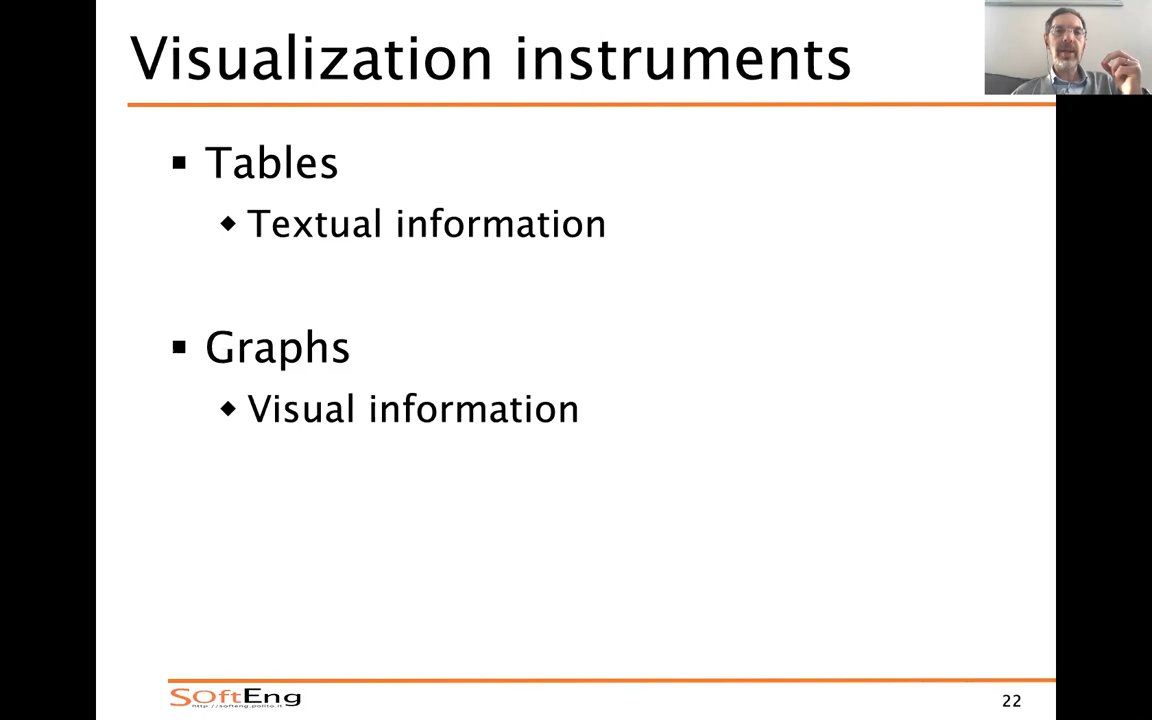 Visualization instruments
▪ Tables
◆ Textual information
▪ Graphs
◆ Visual information
SOftEng
http://softeng.polito.it
22